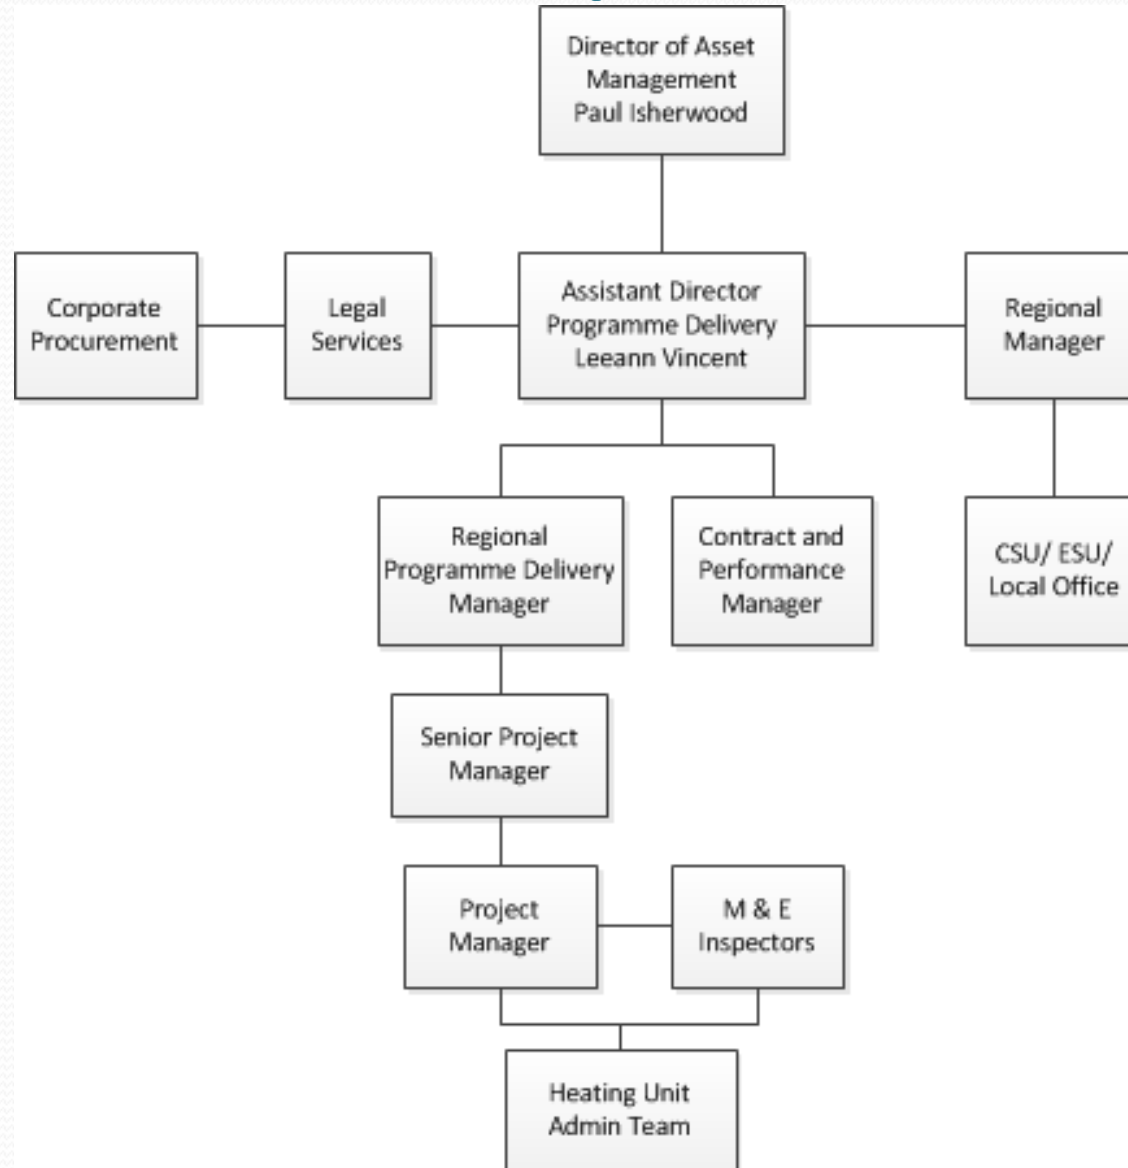 Director of Asset
Management
Paul Isherwood
Corporate
Procurement
Legal
Services
Assistant Director
Programme Delivery
Leeann Vincent
Regional
Manager
Regional
Programme Delivery
Manager
Contract and
Performance
Manager
CSU/ ESU/
Local Office
Senior Project
Manager
Project
Manager
M & E
Inspectors
Heating Unit
Admin Team